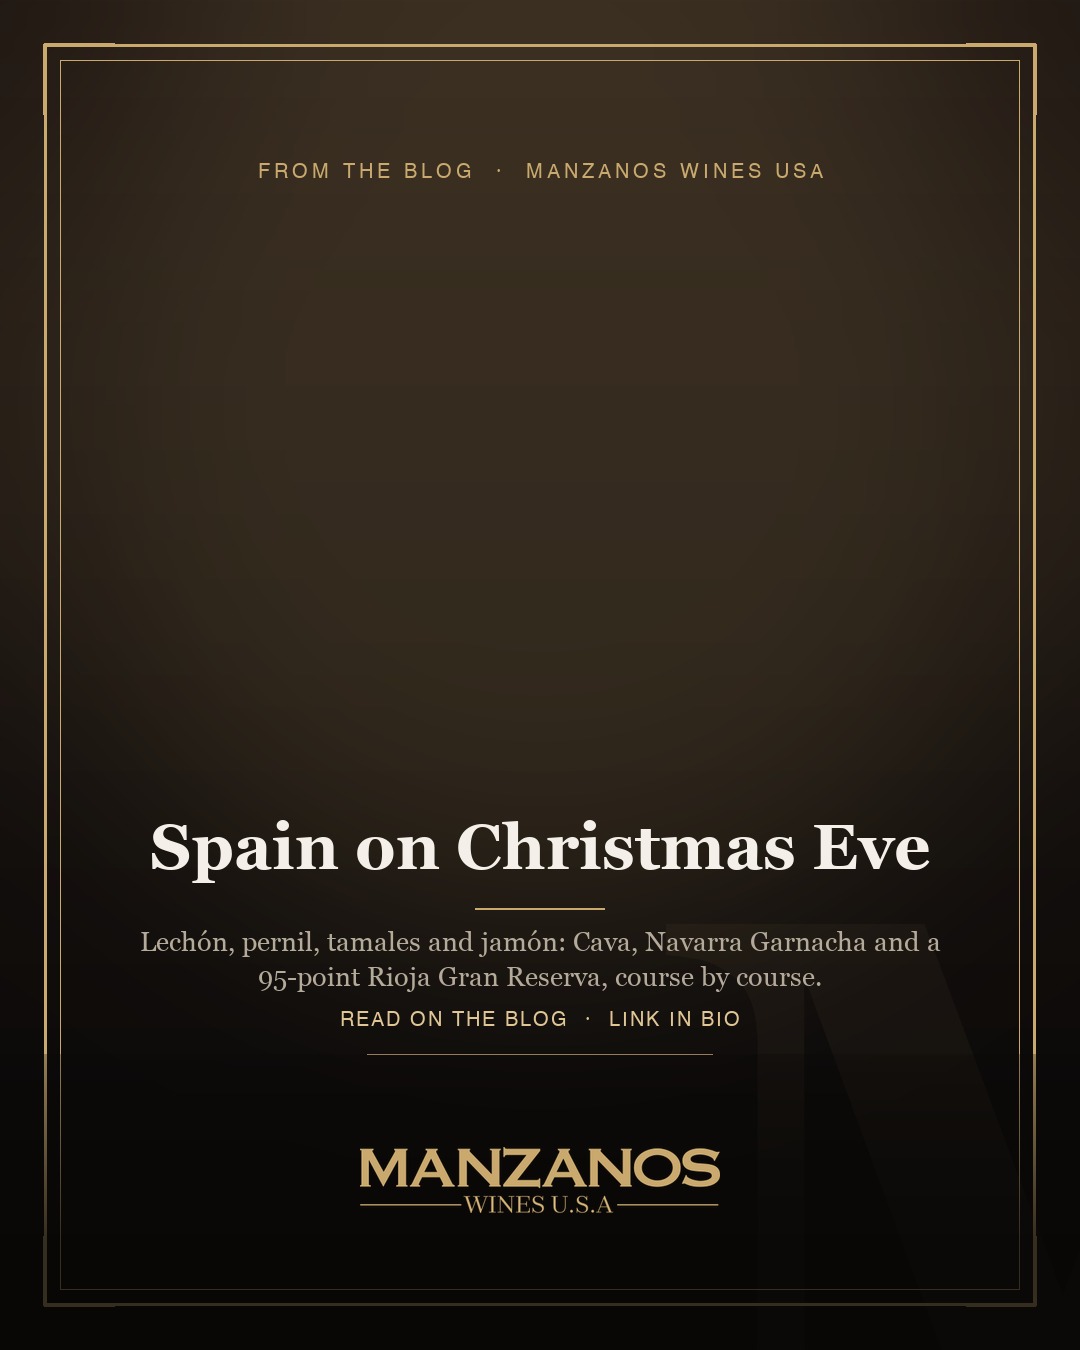 FROM THE BLOG · MANZANOS WINES USA
Spain on Christmas Eve
Lechón, pernil, tamales and jamón: Cava, Navarra Garnacha and a
95-point Rioja Gran Reserva, course by course.
READ ON THE BLOG · LINK IN BIO
MANZANOS
WINES U.S.A